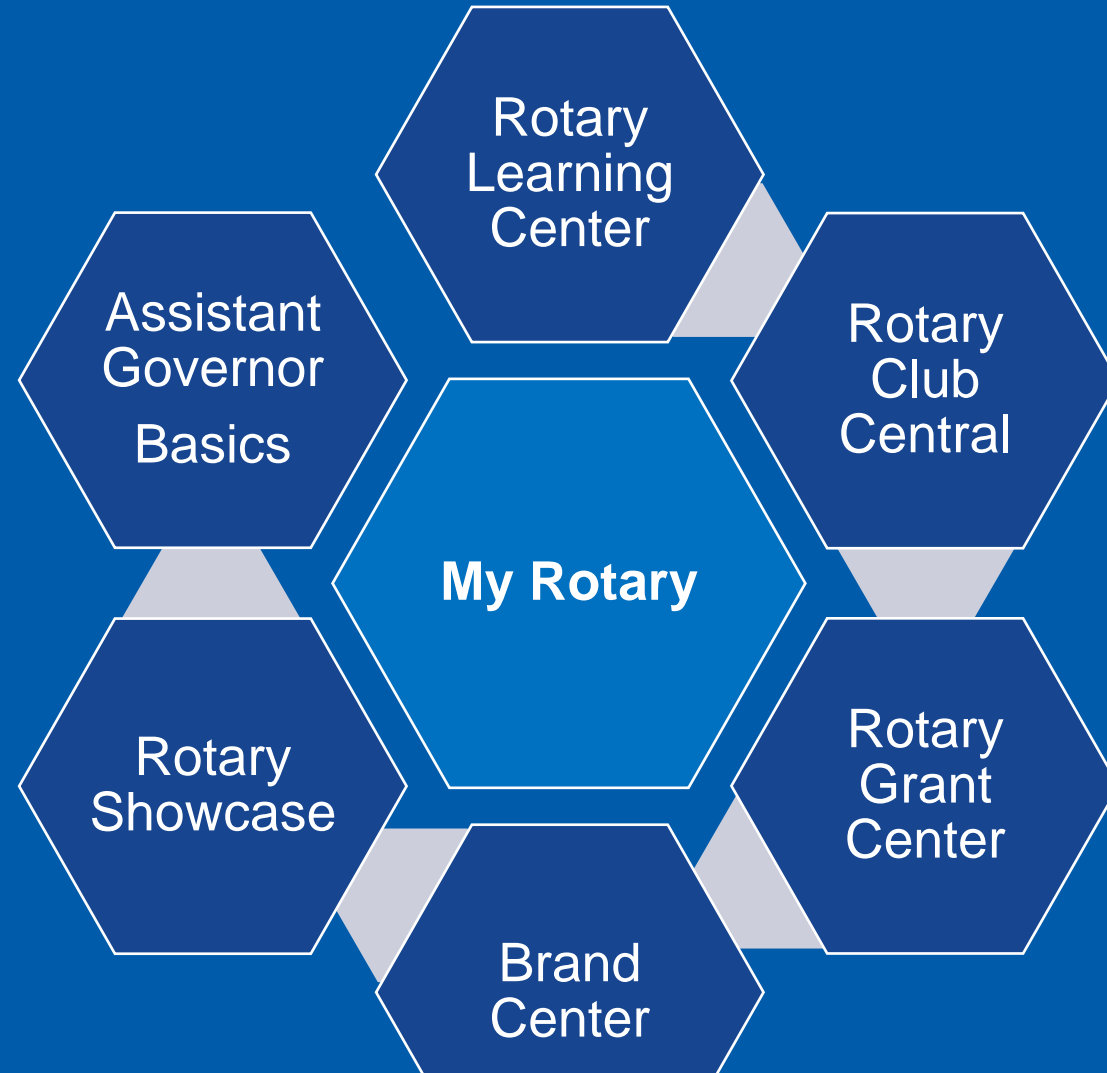 Rotary
Learning
Center
Assistant
Governor
Basics
Rotary
Club
Central
My Rotary
Rotary
Showcase
Rotary
Grant
Center
Brand
Center